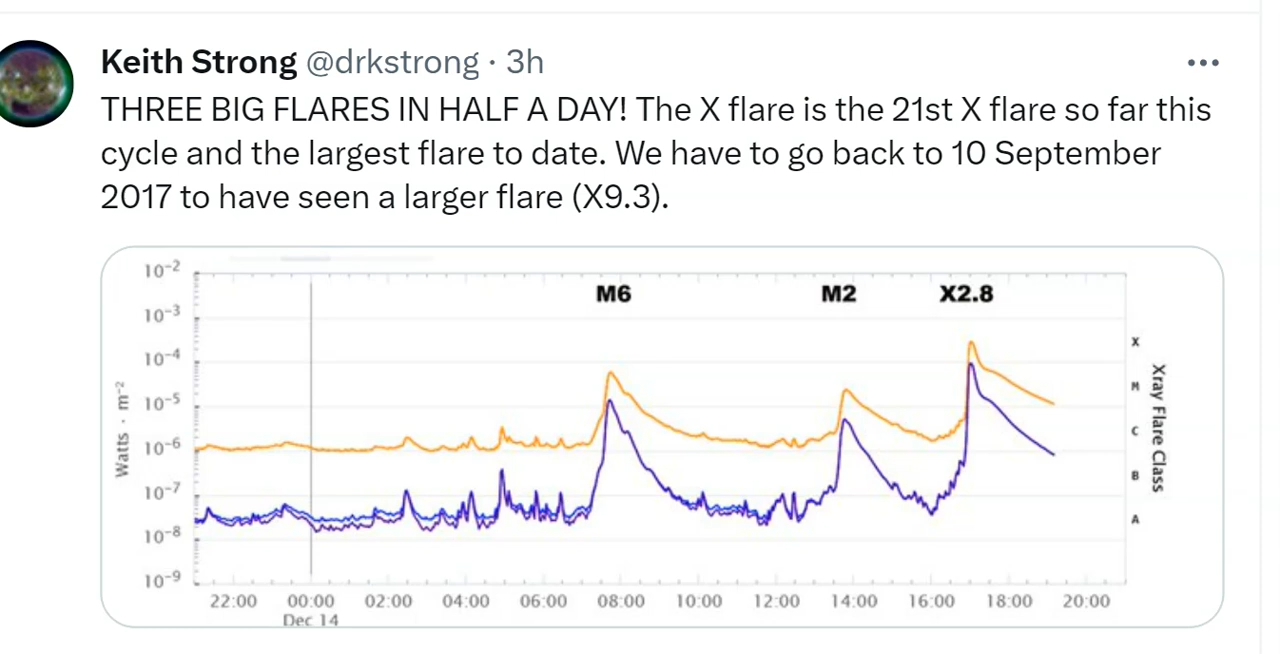 Keith Strong @drkstrong · 3h
THREE BIG FLARES IN HALF A DAY! The X flare is the 21st X flare so far this
cycle and the largest flare to date. We have to go back to 10 September
2017 to have seen a larger flare (X9.3).
10⁻²
M6 M2 X2.8
10⁻³
10⁻⁴
10⁻⁵
10⁻⁶
10⁻⁷
10⁻⁸
10⁻⁹
Watts · m⁻²
X
M
C
B
A
Xray Flare Class
22:00 00:00 02:00 04:00 06:00 08:00 10:00 12:00 14:00 16:00 18:00 20:00
Dec 14